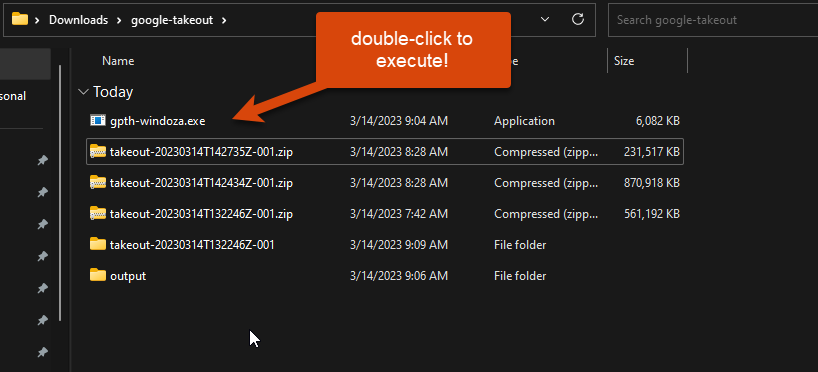 Downloads › google-takeout ›
Search google-takeout
double-click to
execute!
Name
Size
Today
gpth-windoza.exe 3/14/2023 9:04 AM Application 6,082 KB
takeout-20230314T142735Z-001.zip 3/14/2023 8:28 AM Compressed (zipp... 231,517 KB
takeout-20230314T142434Z-001.zip 3/14/2023 8:28 AM Compressed (zipp... 870,918 KB
takeout-20230314T132246Z-001.zip 3/14/2023 7:42 AM Compressed (zipp... 561,192 KB
takeout-20230314T132246Z-001 3/14/2023 9:09 AM File folder
output 3/14/2023 9:06 AM File folder
sonal